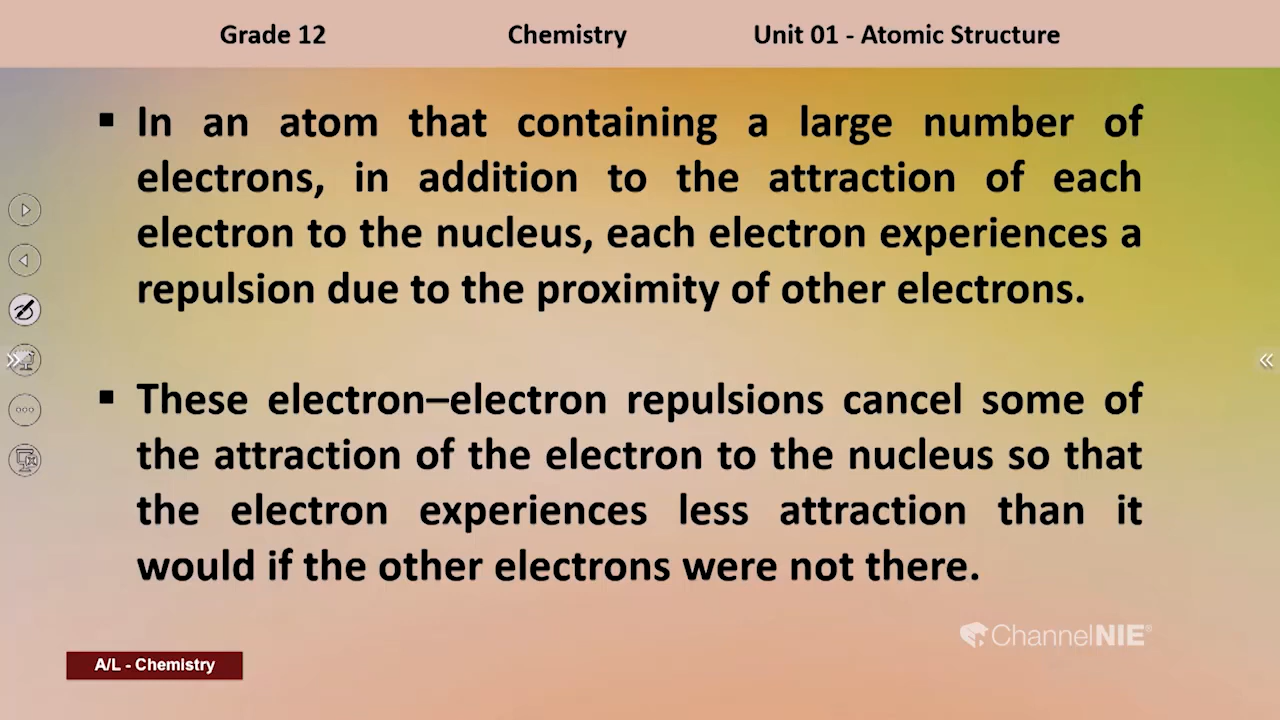 Grade 12 Chemistry Unit 01 - Atomic Structure
▪ In an atom that containing a large number of
electrons, in addition to the attraction of each
electron to the nucleus, each electron experiences a
repulsion due to the proximity of other electrons.
▪ These electron–electron repulsions cancel some of
the attraction of the electron to the nucleus so that
the electron experiences less attraction than it
would if the other electrons were not there.
ChannelNIE®
A/L - Chemistry